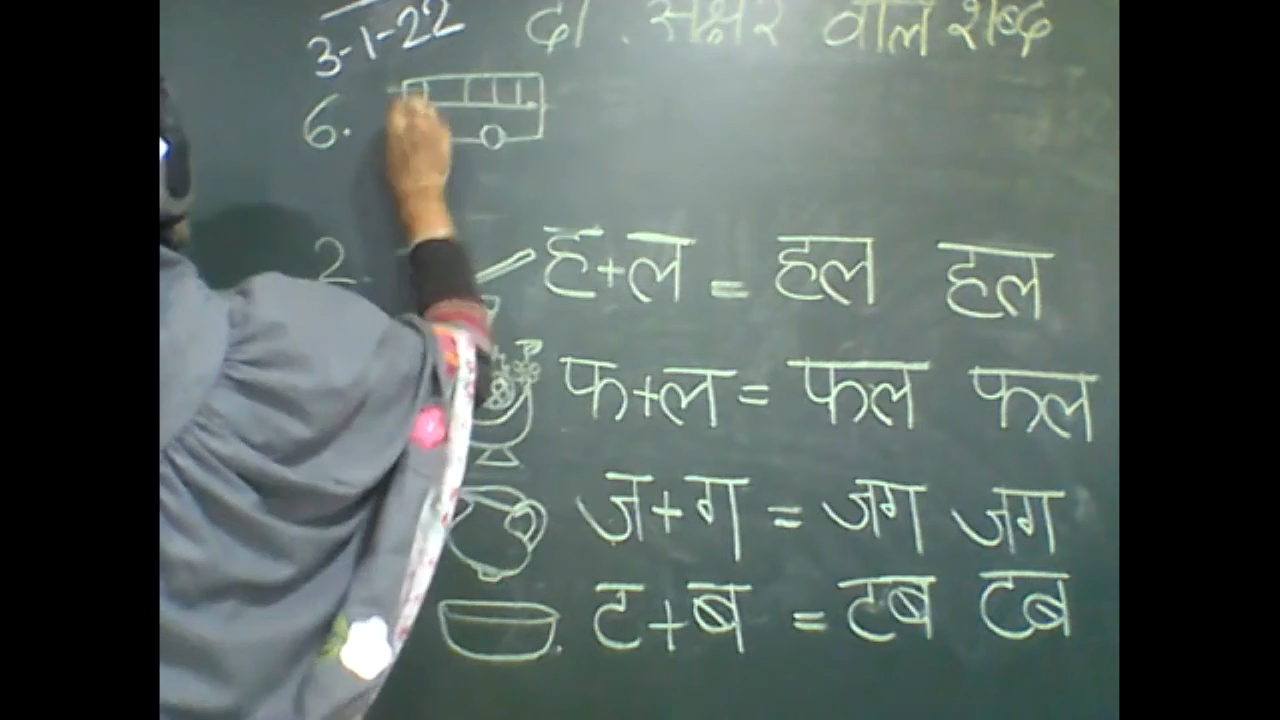 3-1-22 दो अक्षर वाले शब्द
6.
2. ह+ल = हल हल
फ+ल = फल फल
ज+ग = जग जग
ट+ब = टब टब